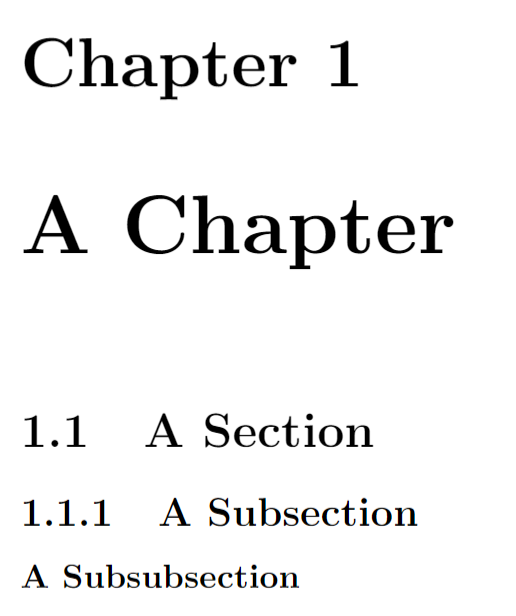 Chapter 1
A Chapter
1.1 A Section
1.1.1 A Subsection
A Subsubsection